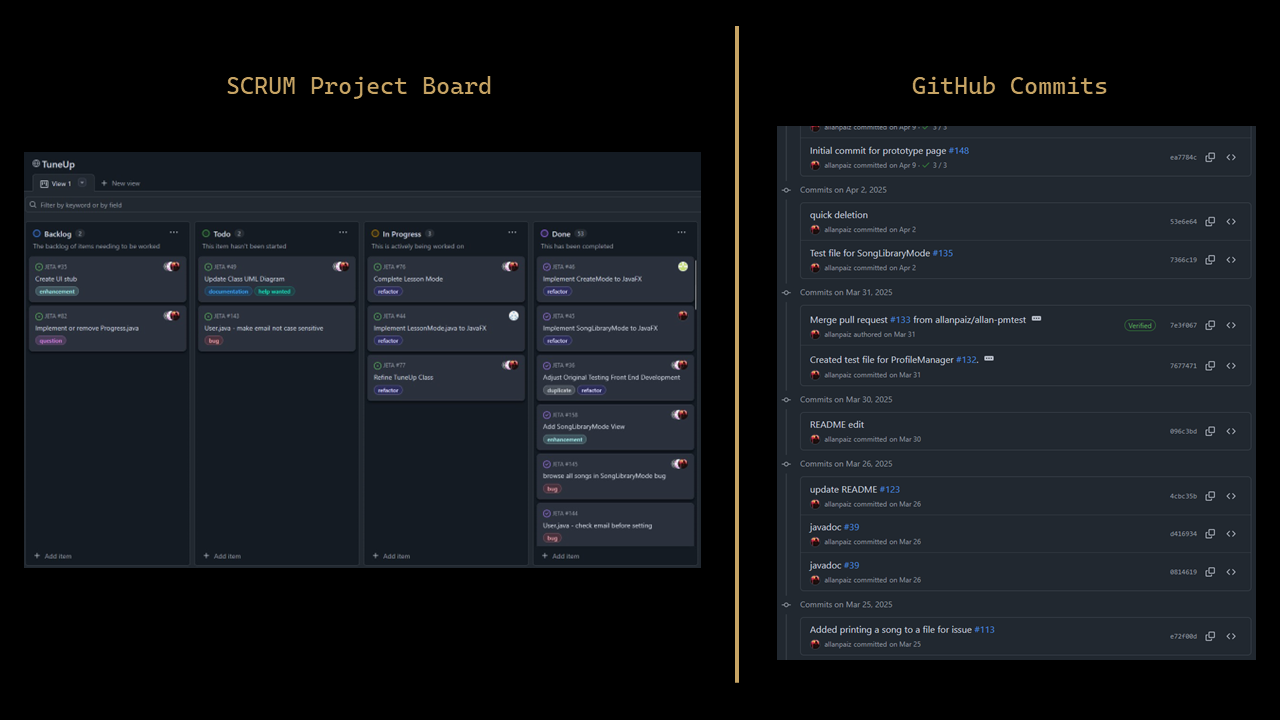 SCRUM Project Board
TuneUp
View 1
New view
Filter by keyword or by field
Backlog 2
The backlog of items needing to be worked
JETA #33
Create UI stub
enhancement
JETA #82
Implement or remove Progress.java
question
Add item
Todo 2
This item hasn't been started
JETA #49
Update Class UML Diagram
documentation help wanted
JETA #143
User.java - make email not case sensitive
bug
Add item
In Progress 3
This is actively being worked on
JETA #76
Complete Lesson Mode
refactor
JETA #44
Implement LessonMode.java to JavaFX
refactor
JETA #77
Refine TuneUp Class
refactor
Add item
Done 53
This has been completed
JETA #46
Implement CreateMode to JavaFX
refactor
JETA #43
Implement SongLibraryMode to JavaFX
refactor
JETA #36
Adjust Original Testing Front End Development
duplicate refactor
JETA #158
Add SongLibraryMode View
enhancement
JETA #145
browse all songs in SongLibraryMode bug
bug
JETA #144
User.java - check email before setting
bug
Add item
GitHub Commits
allanpaiz committed on Apr 9 · 3 / 3
Initial commit for prototype page #148
allanpaiz committed on Apr 9 · 3 / 3
ea7784c
Commits on Apr 2, 2025
quick deletion
allanpaiz committed on Apr 2
53e6e64
Test file for SongLibraryMode #135
allanpaiz committed on Apr 2
7366c19
Commits on Mar 31, 2025
Merge pull request #133 from allanpaiz/allan-pmtest
allanpaiz authored on Mar 31
Verified
7e3f067
Created test file for ProfileManager #132.
allanpaiz committed on Mar 31
7677471
Commits on Mar 30, 2025
README edit
allanpaiz committed on Mar 30
096c3bd
Commits on Mar 26, 2025
update README #123
allanpaiz committed on Mar 26
4cbc35b
javadoc #39
allanpaiz committed on Mar 26
d416934
javadoc #39
allanpaiz committed on Mar 26
0814619
Commits on Mar 25, 2025
Added printing a song to a file for issue #113
allanpaiz committed on Mar 25
e72f00d